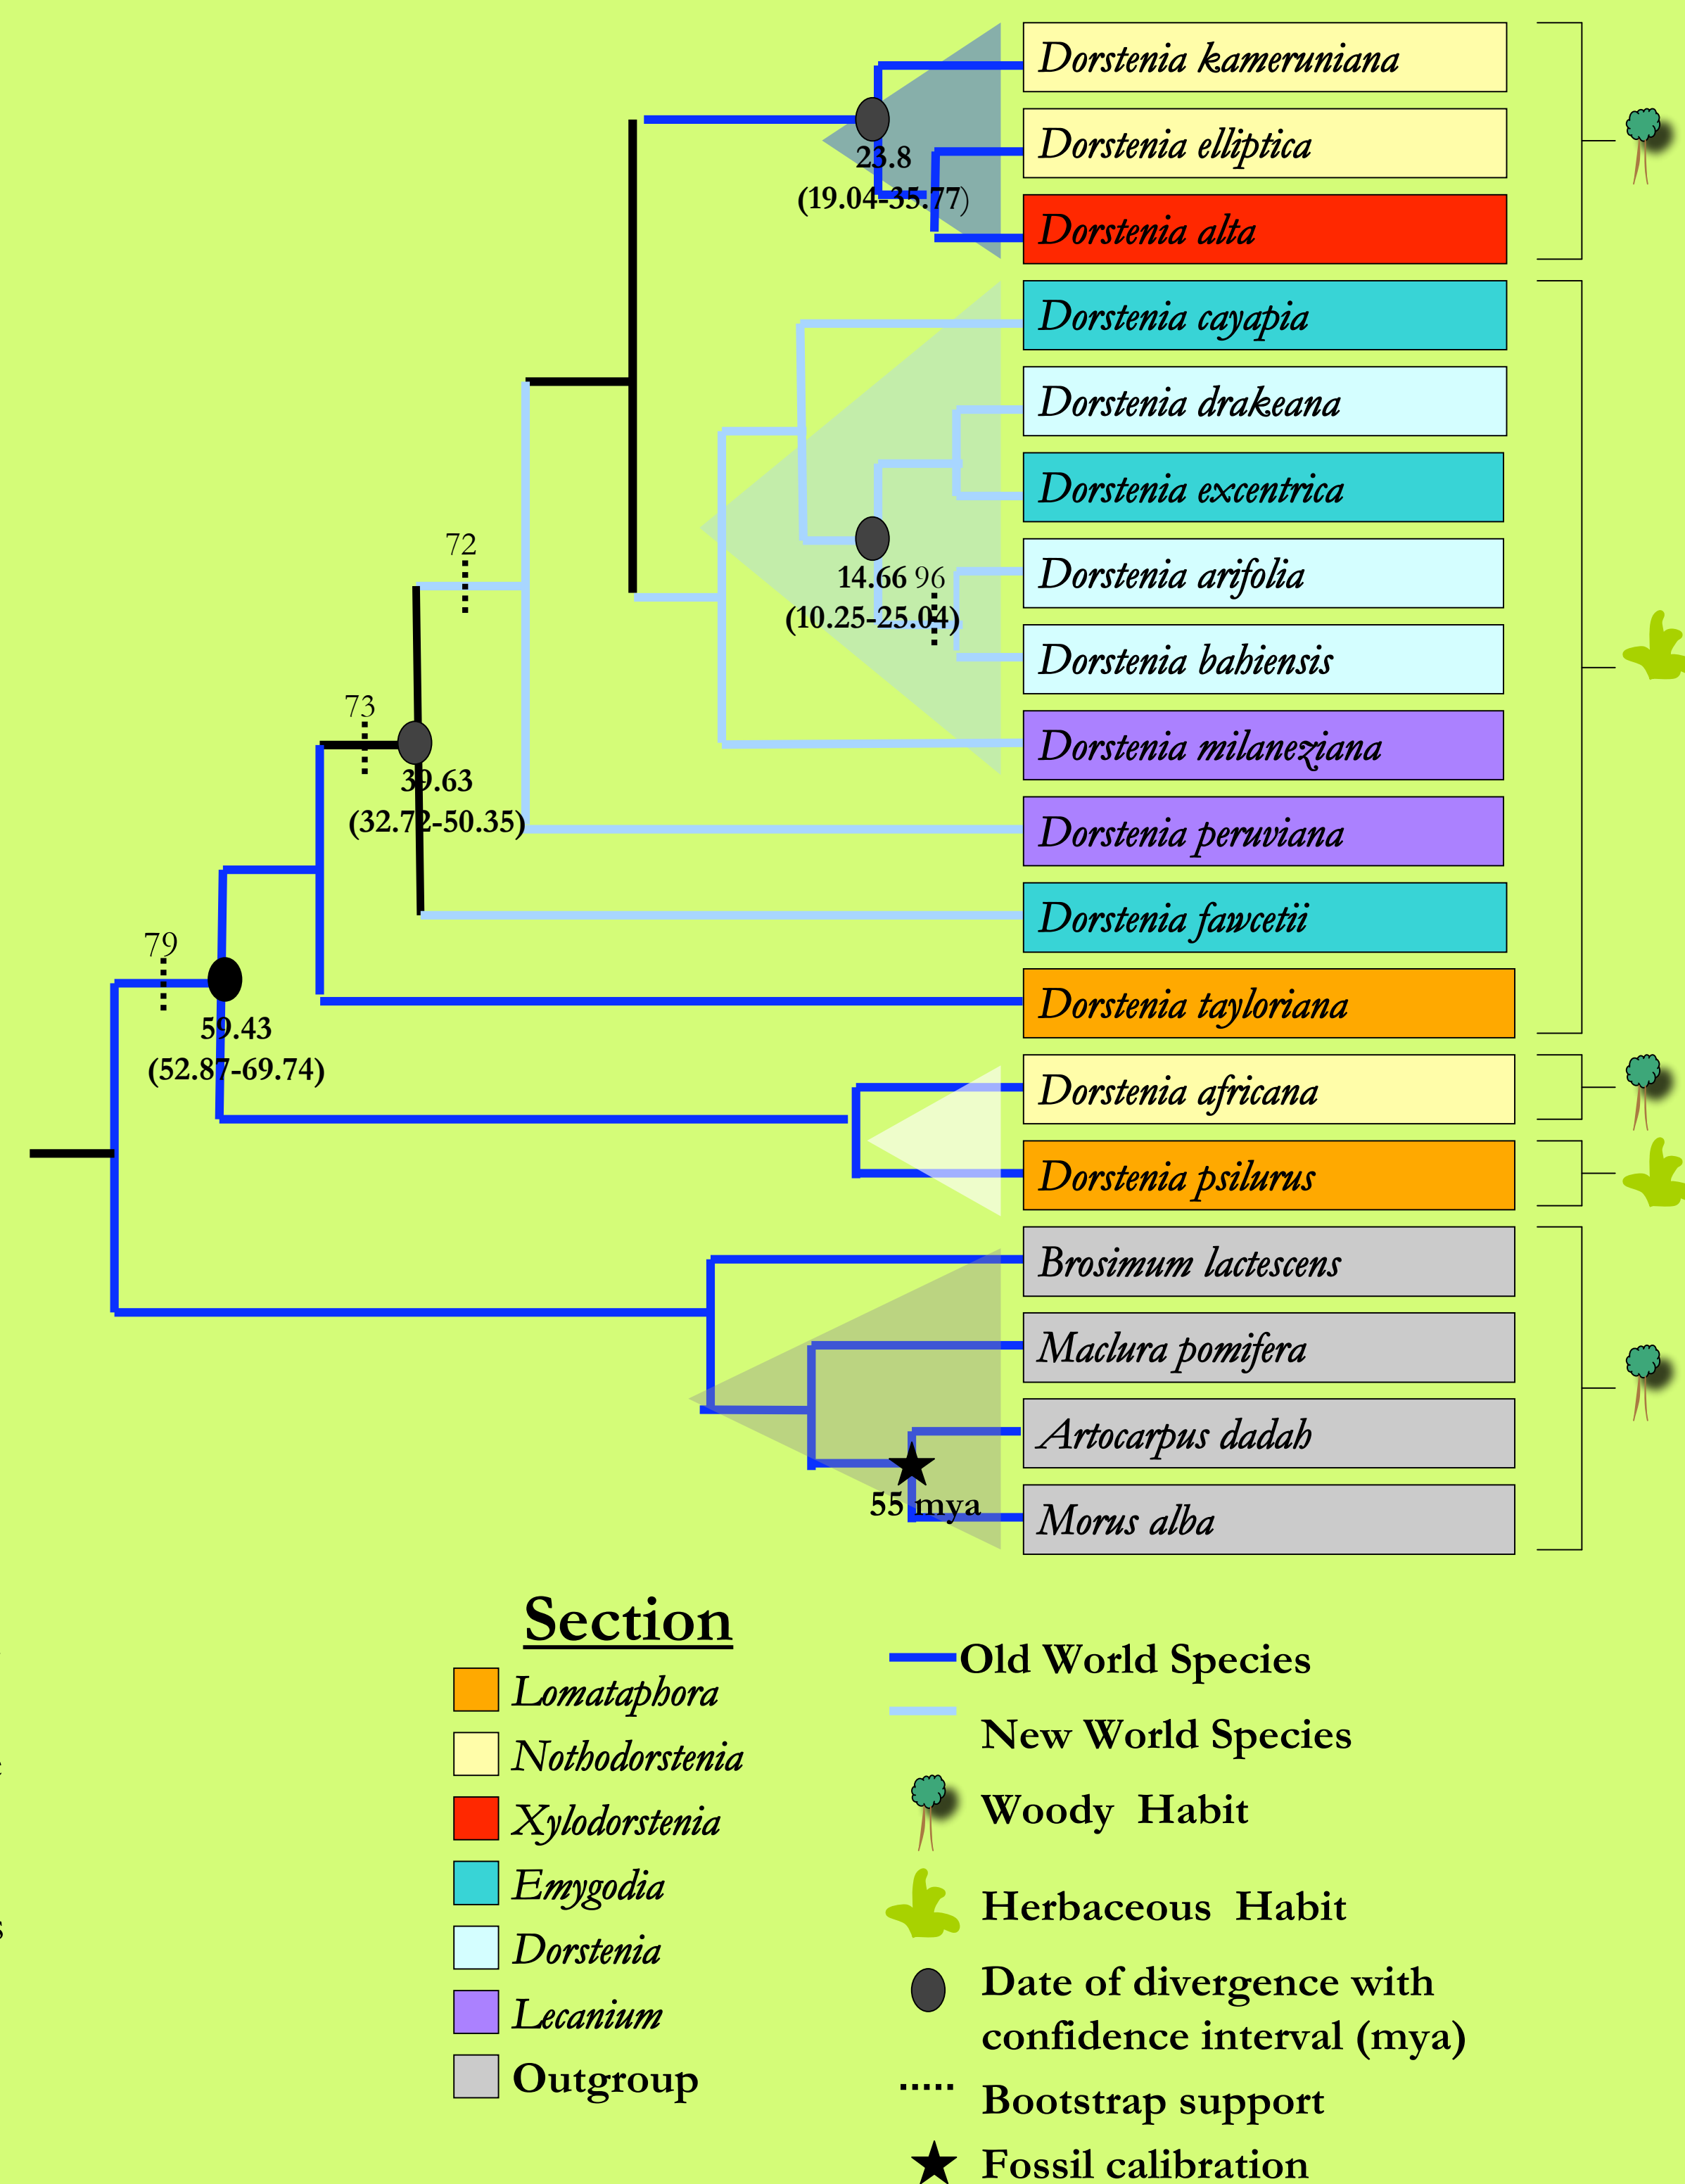 Dorstenia kameruniana
Dorstenia elliptica
23.8
(19.04-35.77)
Dorstenia alta
Dorstenia cayapia
Dorstenia drakeana
Dorstenia excentrica
72
14.66 96
(10.25-25.04)
Dorstenia arifolia
Dorstenia bahiensis
73
Dorstenia milaneziana
39.63
(32.72-50.35)
Dorstenia peruviana
Dorstenia fawcetii
79
Dorstenia tayloriana
59.43
(52.87-69.74)
Dorstenia africana
Dorstenia psilurus
Brosimum lactescens
Maclura pomifera
Artocarpus dadah
55 mya
Morus alba
Section
Lomataphora
Nothodorstenia
Xylodorstenia
Emygodia
Dorstenia
Lecanium
Outgroup
Old World Species
New World Species
Woody Habit
Herbaceous Habit
Date of divergence with
confidence interval (mya)
Bootstrap support
Fossil calibration